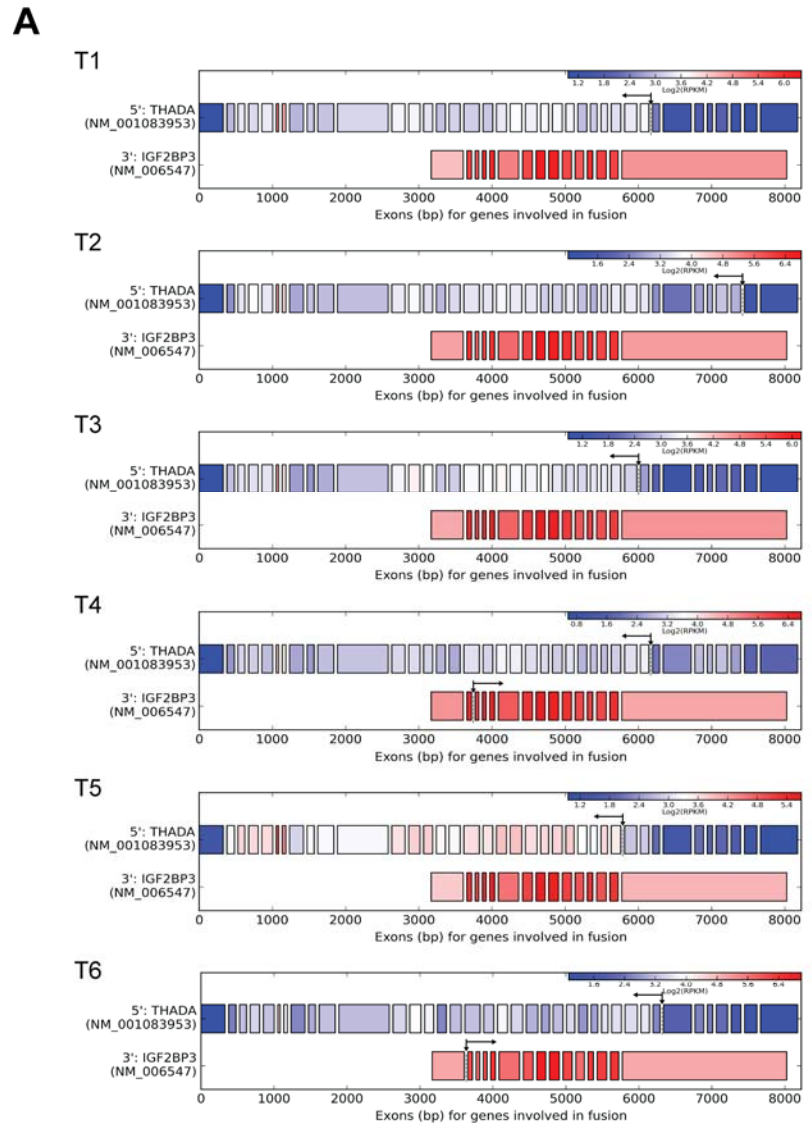 A
T1
1.2 1.8 2.4 3.0 3.6 4.2 4.8 5.4 6.0
Log2(RPKM)
5': THADA
(NM_001083953)
3': IGF2BP3
(NM_006547)
0 1000 2000 3000 4000 5000 6000 7000 8000
Exons (bp) for genes involved in fusion
T2
1.6 2.4 3.2 4.0 4.8 5.6 6.4
Log2(RPKM)
5': THADA
(NM_001083953)
3': IGF2BP3
(NM_006547)
0 1000 2000 3000 4000 5000 6000 7000 8000
Exons (bp) for genes involved in fusion
T3
1.2 1.8 2.4 3.0 3.6 4.2 4.8 5.4 6.0
Log2(RPKM)
5': THADA
(NM_001083953)
3': IGF2BP3
(NM_006547)
0 1000 2000 3000 4000 5000 6000 7000 8000
Exons (bp) for genes involved in fusion
T4
0.8 1.6 2.4 3.2 4.0 4.8 5.6 6.4
Log2(RPKM)
5': THADA
(NM_001083953)
3': IGF2BP3
(NM_006547)
0 1000 2000 3000 4000 5000 6000 7000 8000
Exons (bp) for genes involved in fusion
T5
1.2 1.8 2.4 3.0 3.6 4.2 4.8 5.4
Log2(RPKM)
5': THADA
(NM_001083953)
3': IGF2BP3
(NM_006547)
0 1000 2000 3000 4000 5000 6000 7000 8000
Exons (bp) for genes involved in fusion
T6
1.6 2.4 3.2 4.0 4.8 5.6 6.4
Log2(RPKM)
5': THADA
(NM_001083953)
3': IGF2BP3
(NM_006547)
0 1000 2000 3000 4000 5000 6000 7000 8000
Exons (bp) for genes involved in fusion